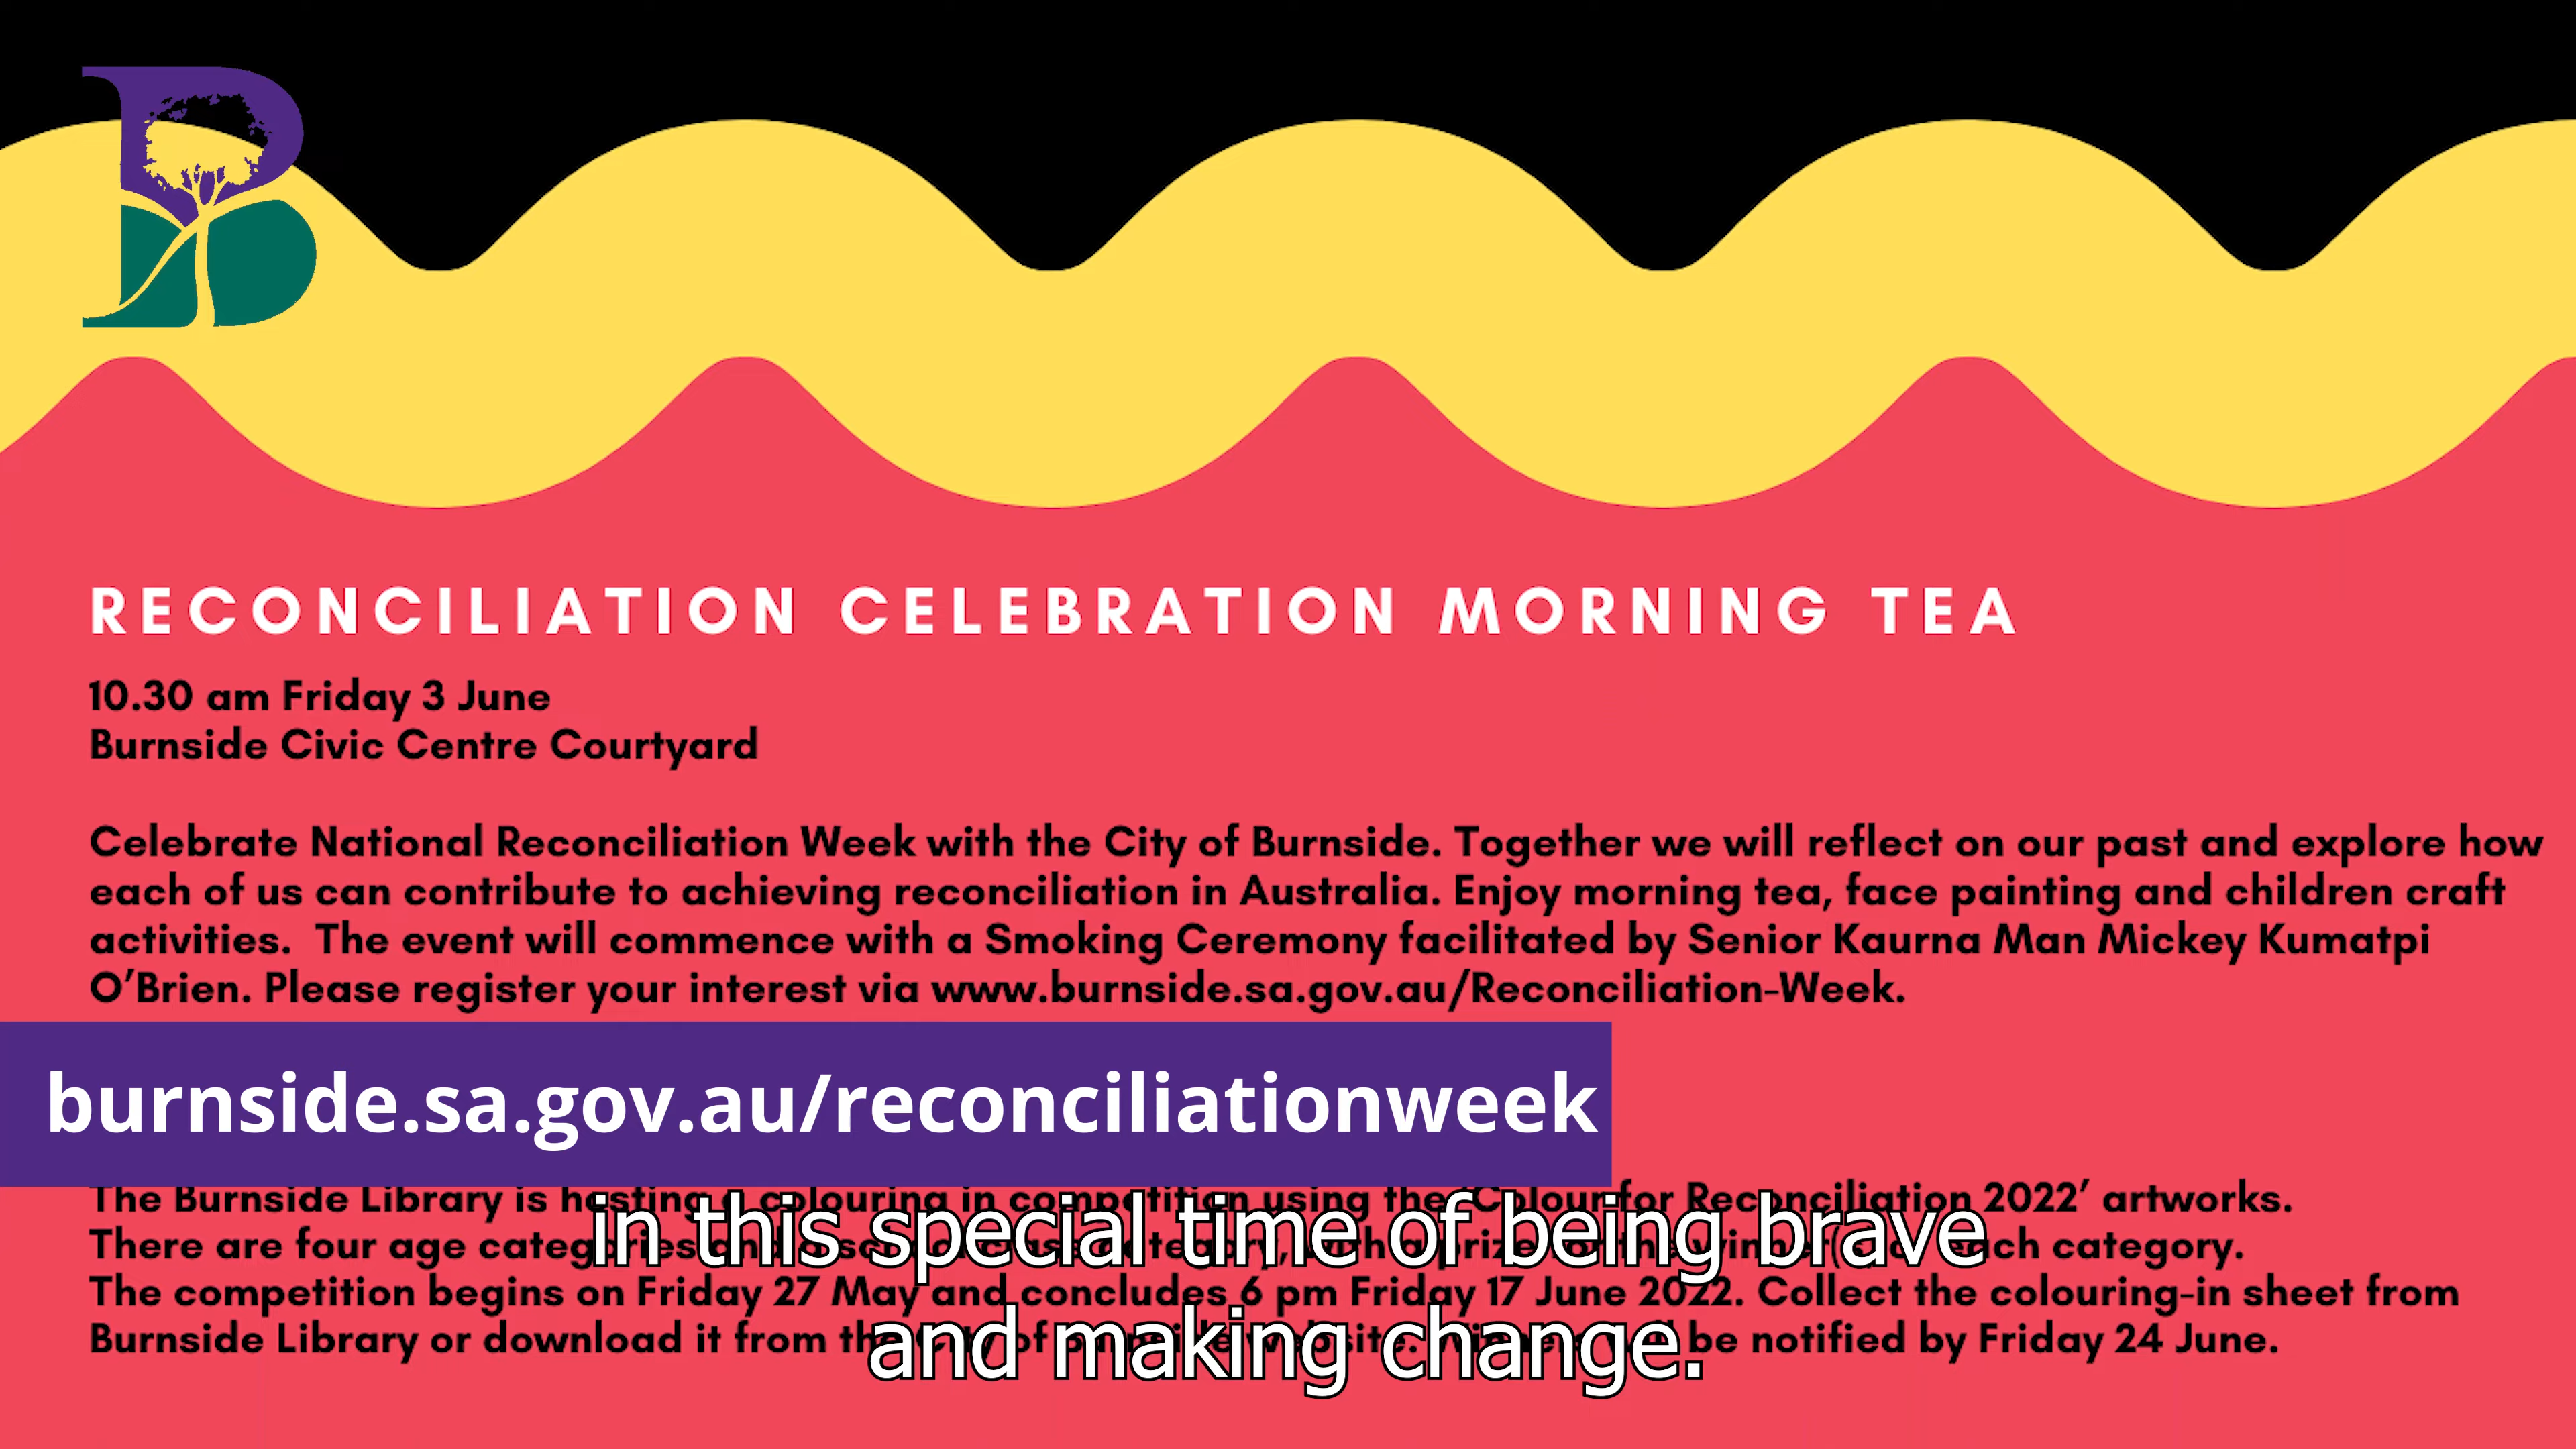 RECONCILIATION CELEBRATION MORNING TEA
10.30 am Friday 3 June
Burnside Civic Centre Courtyard
Celebrate National Reconciliation Week with the City of Burnside. Together we will reflect on our past and explore how
each of us can contribute to achieving reconciliation in Australia. Enjoy morning tea, face painting and children craft
activities. The event will commence with a Smoking Ceremony facilitated by Senior Kaurna Man Mickey Kumatpi
O'Brien. Please register your interest via www.burnside.sa.gov.au/Reconciliation-Week.
burnside.sa.gov.au/reconciliationweek
The Burnside Library is hosting a colouring in competition using the 'Colour for Reconciliation 2022' artworks.
in this special time of being brave
There are four age categories each category.
The competition begins on Friday 27 May and concludes 6 pm Friday 17 June 2022. Collect the colouring-in sheet from
and making change.
Burnside Library or download it from the City of be notified by Friday 24 June.